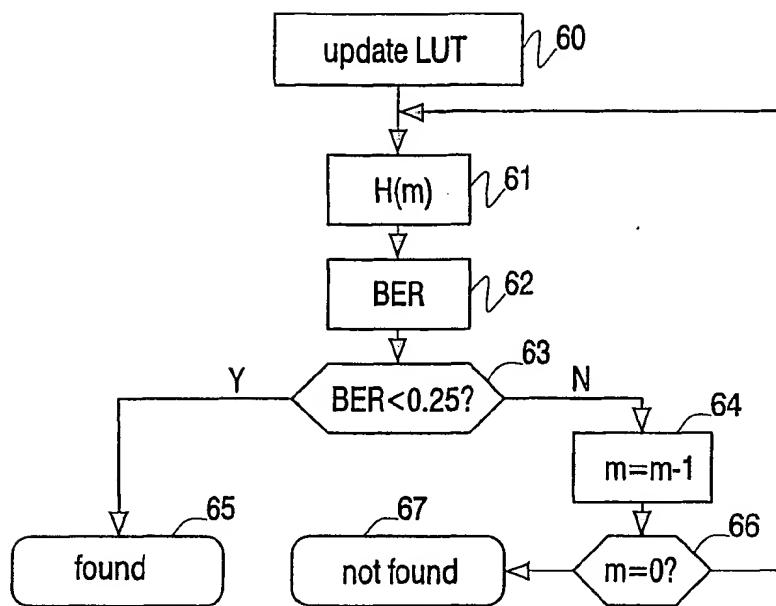 update LUT
60
H(m)
61
BER
62
63
Y
BER<0.25?
N
64
m=m-1
65
found
67
not found
66
m=0?